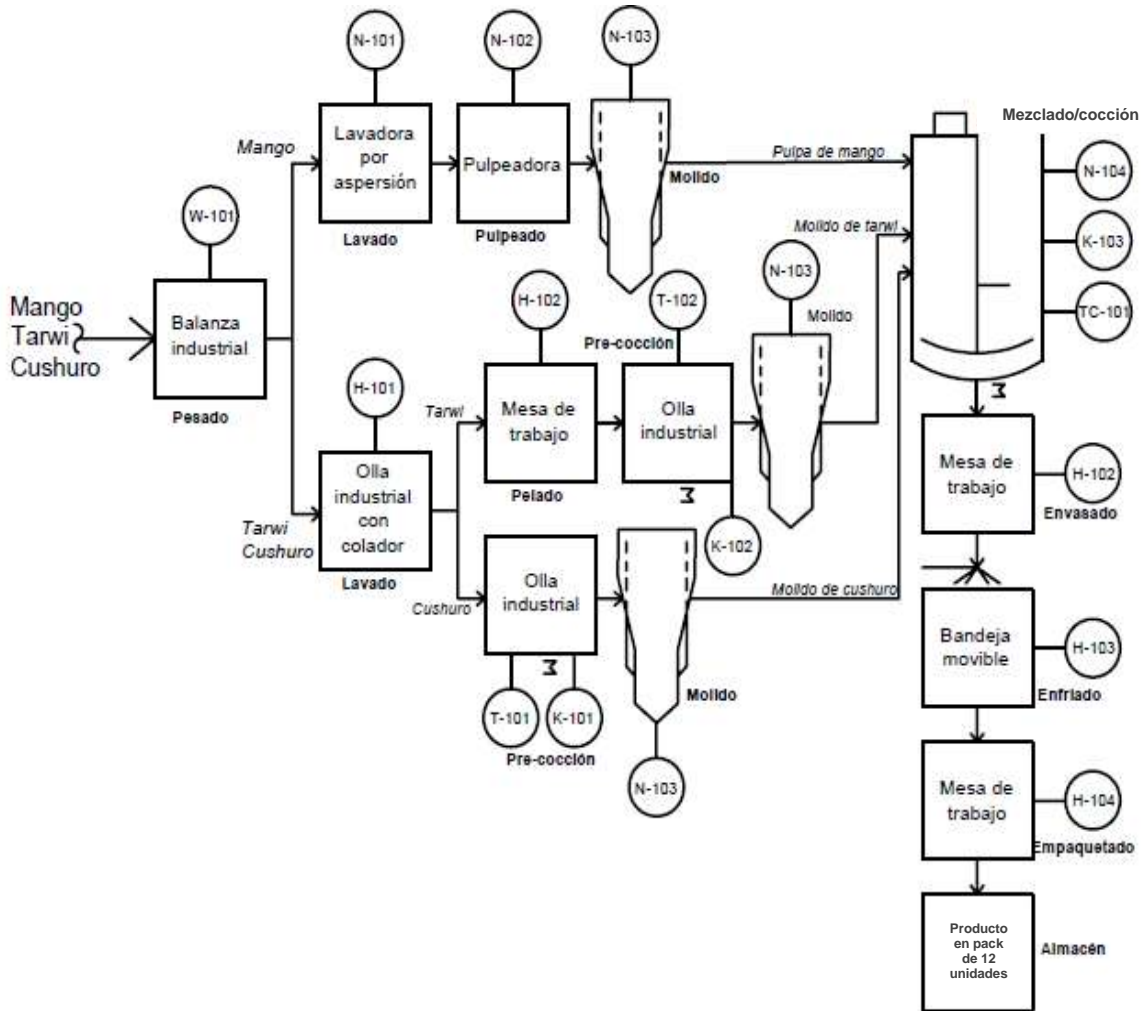 N-101
N-102
N-103
Mezclado/cocción
Lavadora
por
aspersión
Pulpeadora
Mango
Pulpa de mango
Molido
N-104
W-101
Lavado
Pulpeado
Molido de tarwi
K-103
N-103
H-102
T-102
Molido
TC-101
Mango
Tarwi
Cushuro
Balanza
industrial
Pre-cocción
H-101
Pesado
Tarwi
Mesa de
trabajo
Olla
industrial
Mesa de
trabajo
H-102
Olla
industrial
con
colador
Pelado
Envasado
Tarwi
Cushuro
K-102
Lavado
Olla
industrial
Cushuro
Molido de cushuro
Bandeja
movible
H-103
Molido
Enfriado
T-101
K-101
Pre-cocción
N-103
Mesa de
trabajo
H-104
Empaquetado
Producto
en pack
de 12
unidades
Almacén